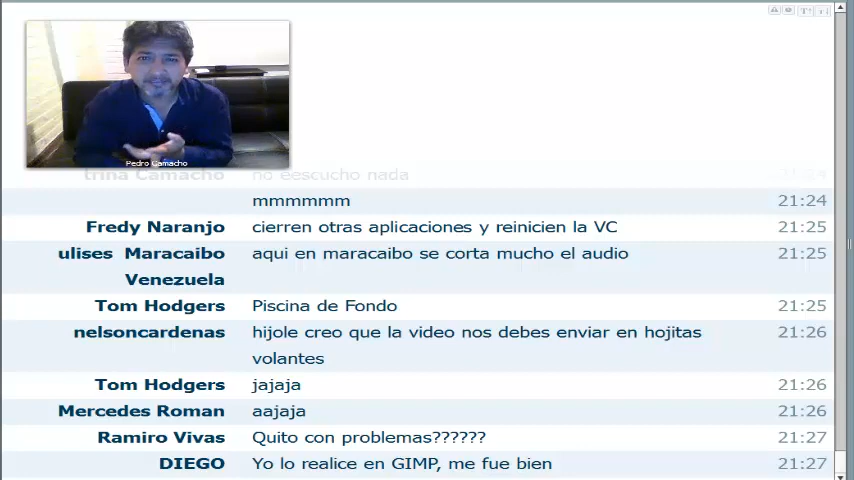 Pedro Camacho
trina Camacho no eescucho nada 21:24
mmmmmm 21:24
Fredy Naranjo cierren otras aplicaciones y reinicien la VC 21:25
ulises Maracaibo aqui en maracaibo se corta mucho el audio 21:25
Venezuela
Tom Hodgers Piscina de Fondo 21:25
nelsoncardenas hijole creo que la video nos debes enviar en hojitas 21:26
volantes
Tom Hodgers jajaja 21:26
Mercedes Roman aajaja 21:26
Ramiro Vivas Quito con problemas?????? 21:27
DIEGO Yo lo realice en GIMP, me fue bien 21:27